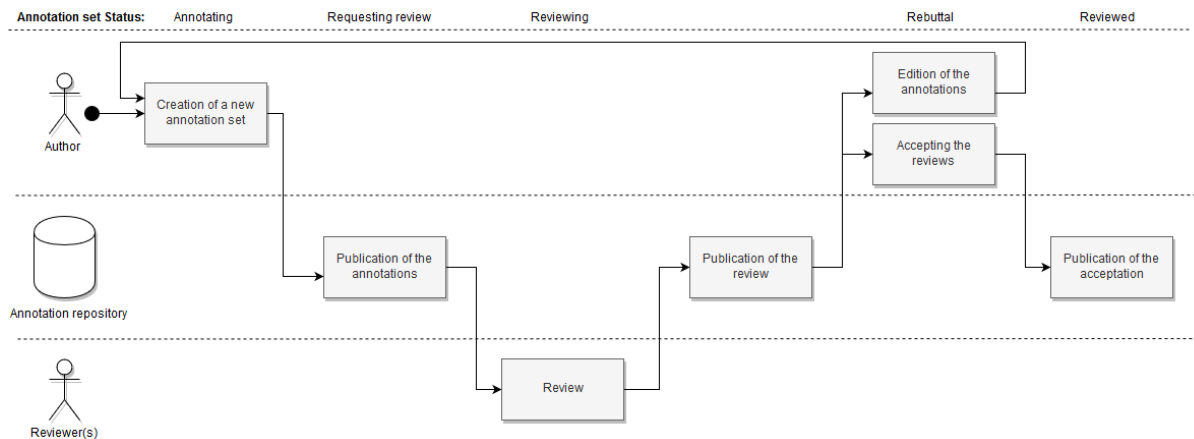 Annotation set Status: Annotating Requesting review Reviewing Rebuttal Reviewed
Edition of the
annotations
Creation of a new
annotation set
Author
Accepting the
reviews
Publication of the
annotations
Publication of the
review
Publication of the
acceptation
Annotation repository
Review
Reviewer(s)